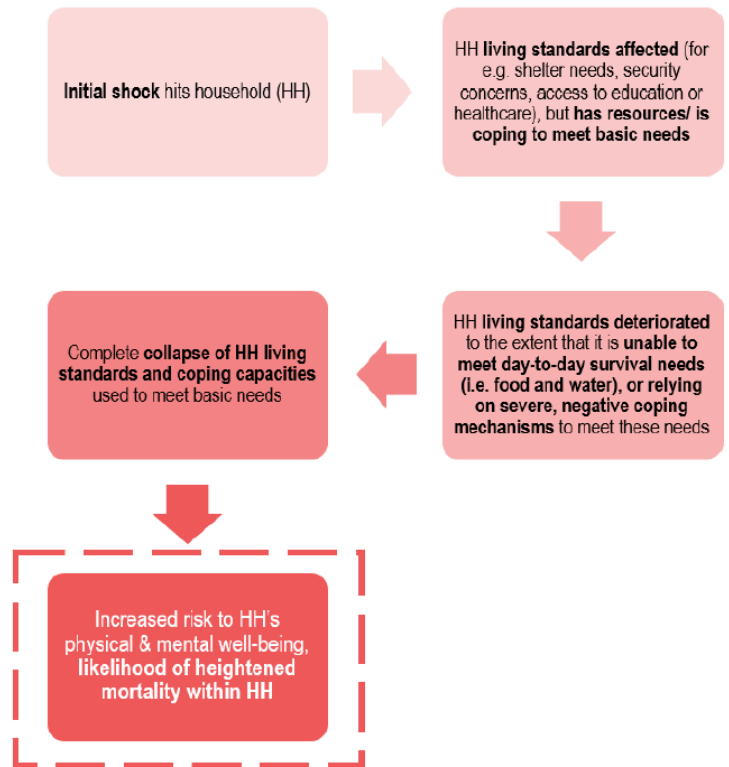 Initial shock hits household (HH)
HH living standards affected (for
e.g. shelter needs, security
concerns, access to education or
healthcare), but has resources/ is
coping to meet basic needs
HH living standards deteriorated
to the extent that it is unable to
meet day-to-day survival needs
(i.e. food and water), or relying
on severe, negative coping
mechanisms to meet these needs
Complete collapse of HH living
standards and coping capacities
used to meet basic needs
Increased risk to HH's
physical & mental well-being,
likelihood of heightened
mortality within HH